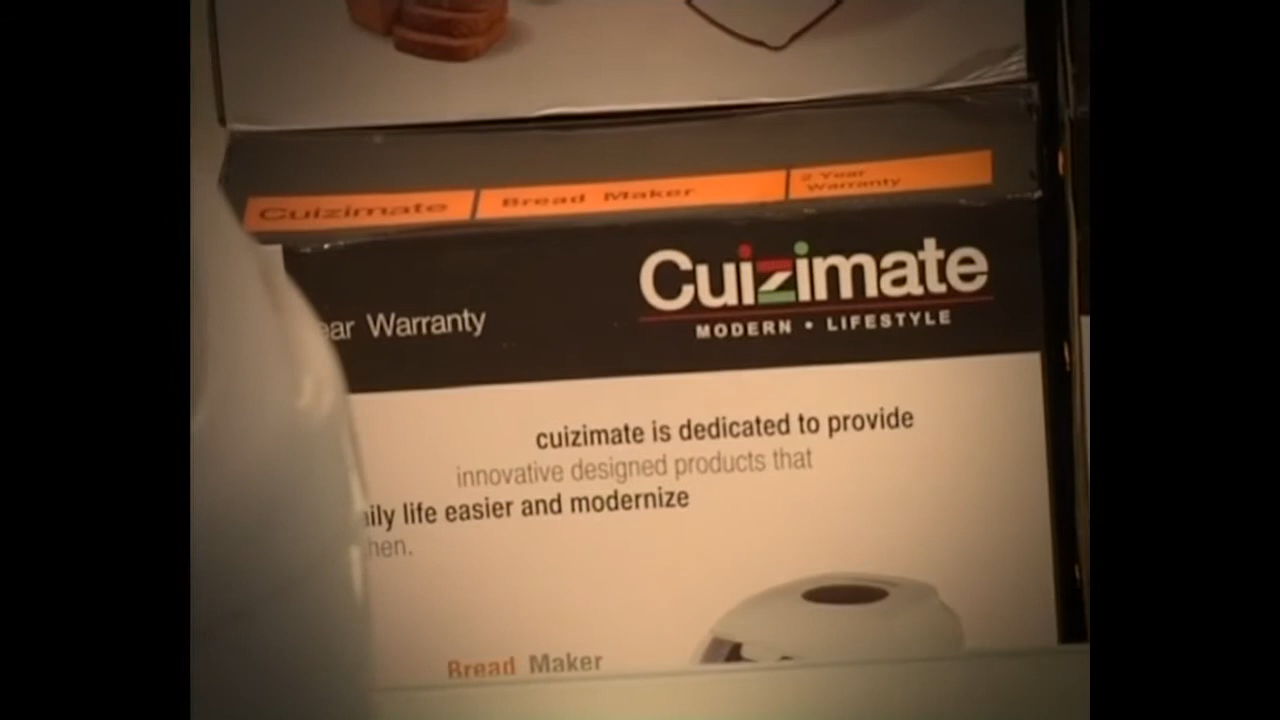 Cuizimate Bread Maker 2 Year
Warranty
Cuizimate
ear Warranty
MODERN • LIFESTYLE
cuizimate is dedicated to provide
innovative designed products that
ily life easier and modernize
hen.
Bread Maker